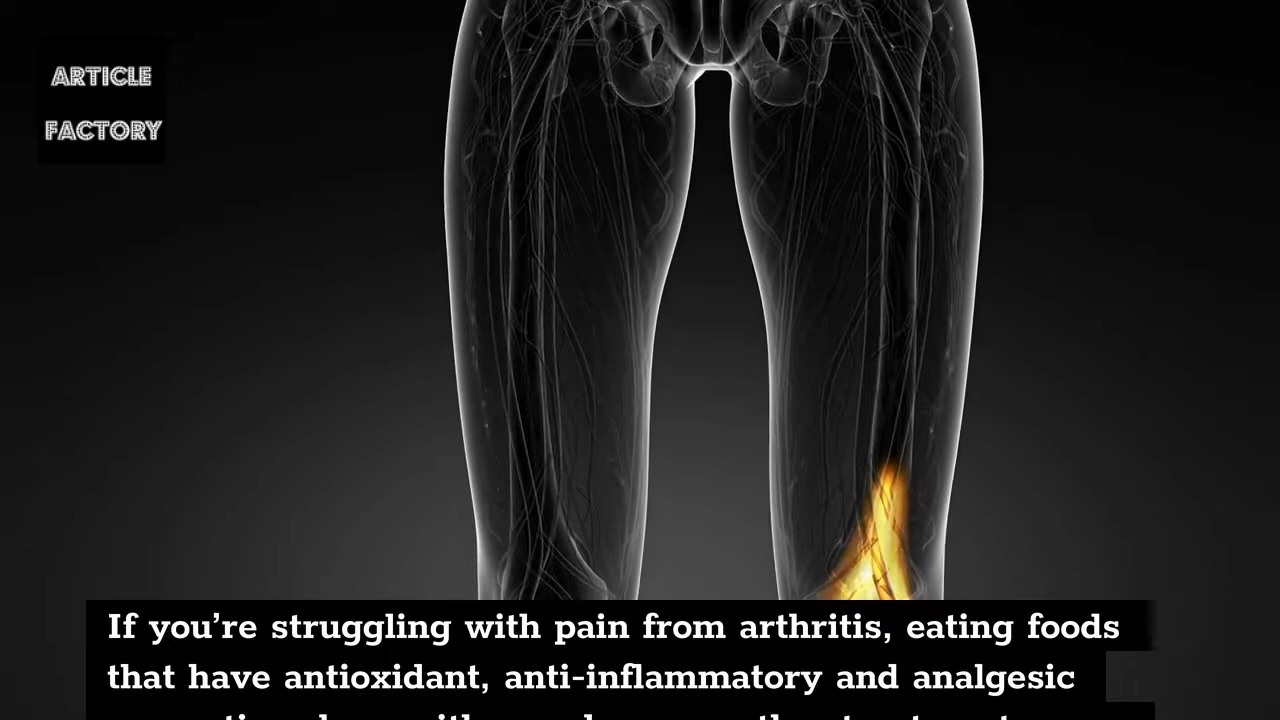 ARTICLE
FACTORY
If you’re struggling with pain from arthritis, eating foods
that have antioxidant, anti-inflammatory and analgesic